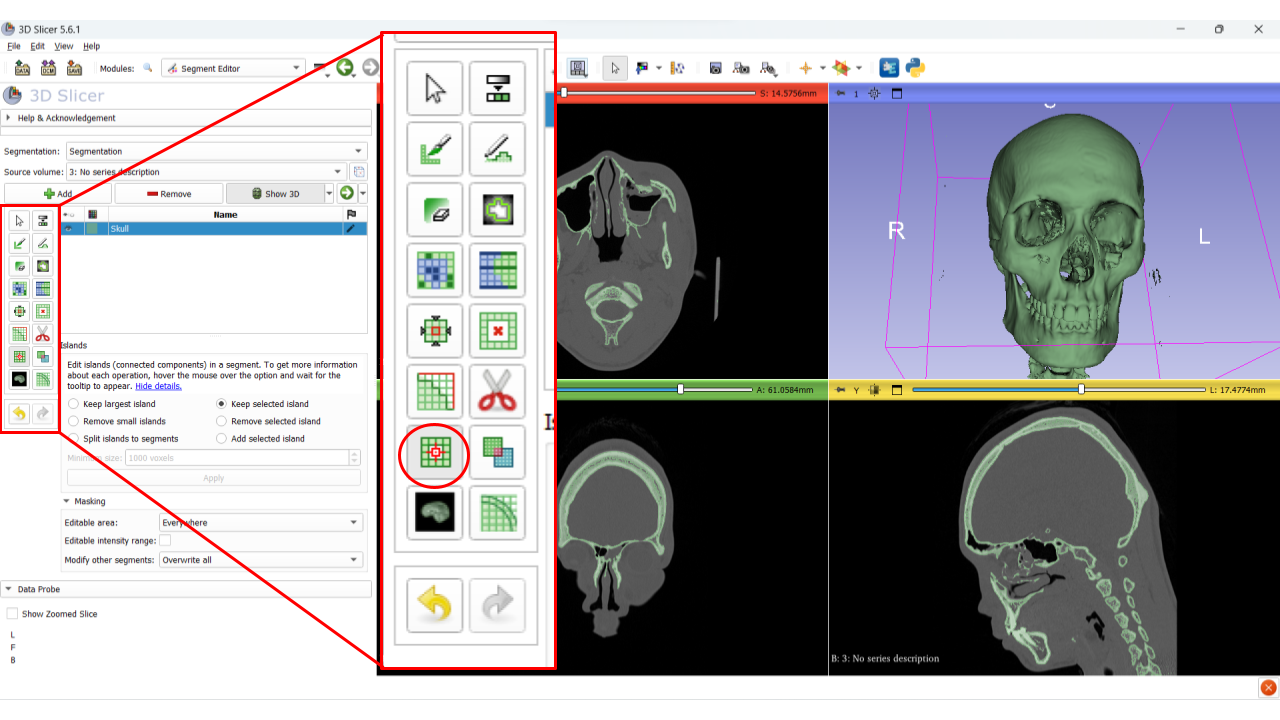 3D Slicer 5.6.1
File Edit View Help
DATA DCM SAVE Modules: Segment Editor
3D Slicer
Help & Acknowledgement
Segmentation: Segmentation
Source volume: 3: No series description
Add Remove Show 3D
Name
Skull
Islands
Edit islands (connected components) in a segment. To get more information
about each operation, hover the mouse over the option and wait for the
tooltip to appear. Hide details.
Keep largest island Keep selected island
Remove small islands Remove selected island
Split islands to segments Add selected island
Minimum size: 1000 voxels
Apply
Masking
Editable area: Everywhere
Editable intensity range:
Modify other segments: Overwrite all
Data Probe
Show Zoomed Slice
L
F
B
S: 14.5756mm
1
R
L
A: 61.0584mm
Y L: 17.4774mm
B: 3: No series description